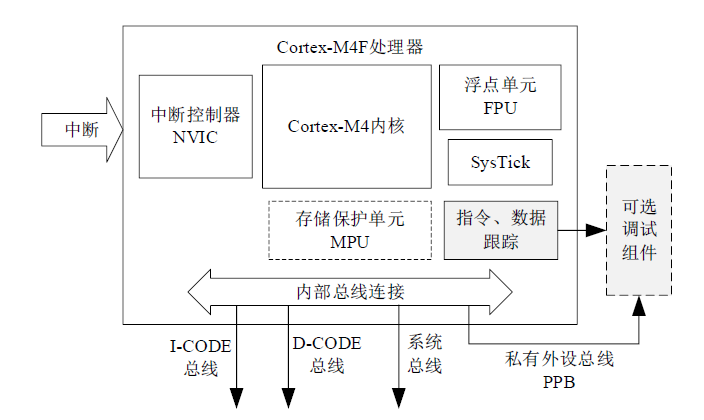 Cortex-M4F处理器
中断
中断控制器
NVIC
Cortex-M4内核
浮点单元
FPU
SysTick
存储保护单元
MPU
指令、数据
跟踪
可选
调试
组件
内部总线连接
I-CODE
总线
D-CODE
总线
系统
总线
私有外设总线
PPB